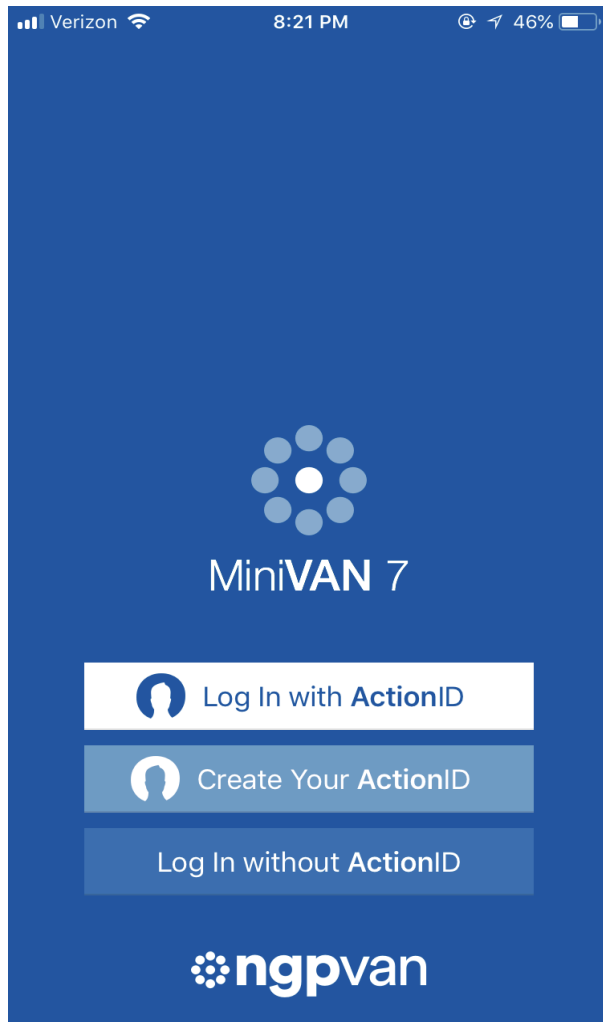 Verizon 8:21 PM 46%
MiniVAN 7
Log In with ActionID
Create Your ActionID
Log In without ActionID
ngpvan